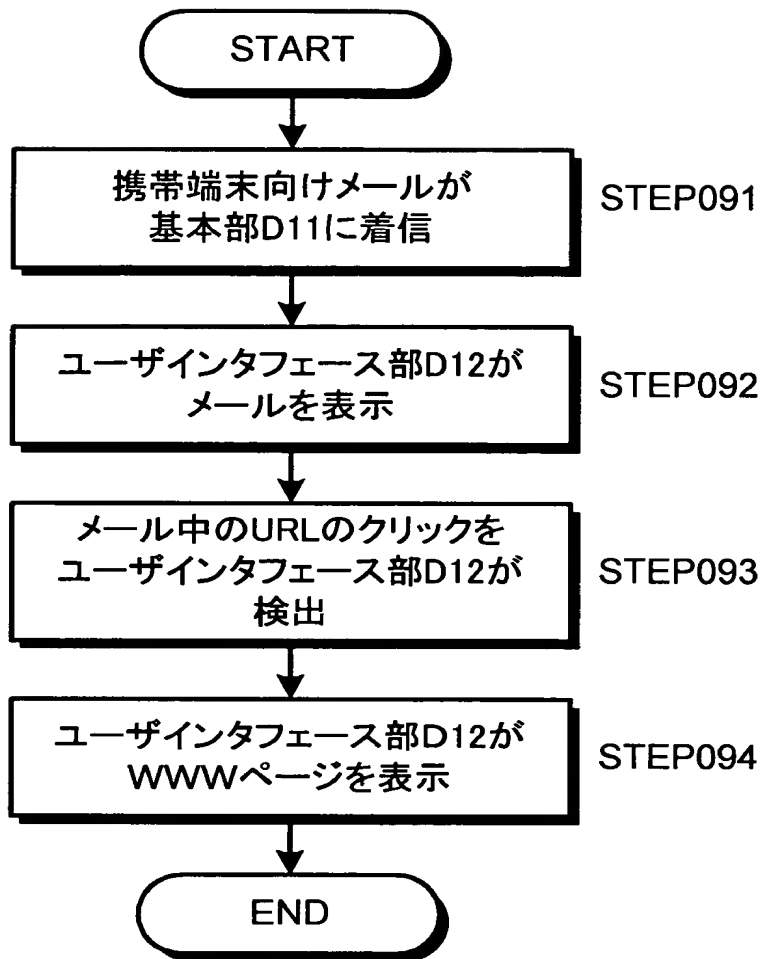 START
携帯端末向けメールが
基本部D11に着信
STEP091
ユーザインタフェース部D12が
メールを表示
STEP092
メール中のURLのクリックを
ユーザインタフェース部D12が
検出
STEP093
ユーザインタフェース部D12が
WWWページを表示
STEP094
END